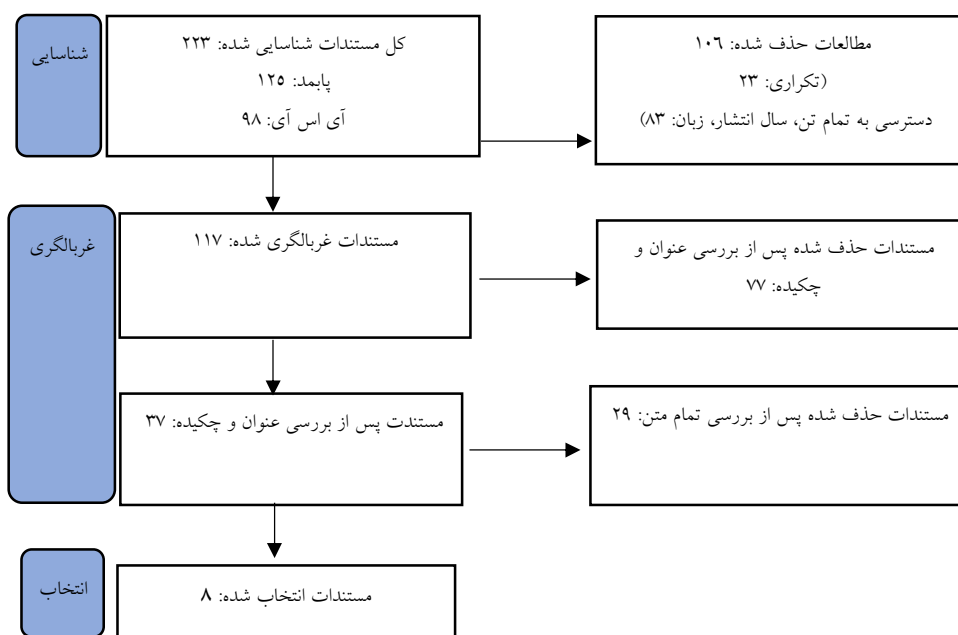 شناسایی
کل مستندات شناسایی شده: ۲۲۳
پابمد: ۱۲۵
آی اس آی: ۹۸
مطالعات حذف شده: ۱۰۶
(تکراری: ۲۳
دسترسی به تمام تن، سال انتشار، زبان: ۸۳)
غربالگری
مستندات غربالگری شده: ۱۱۷
مستندات حذف شده پس از بررسی عنوان و
چکیده: ۷۷
مستندت پس از بررسی عنوان و چکیده: ۳۷
مستندات حذف شده پس از بررسی تمام متن: ۲۹
انتخاب
مستندات انتخاب شده: ۸